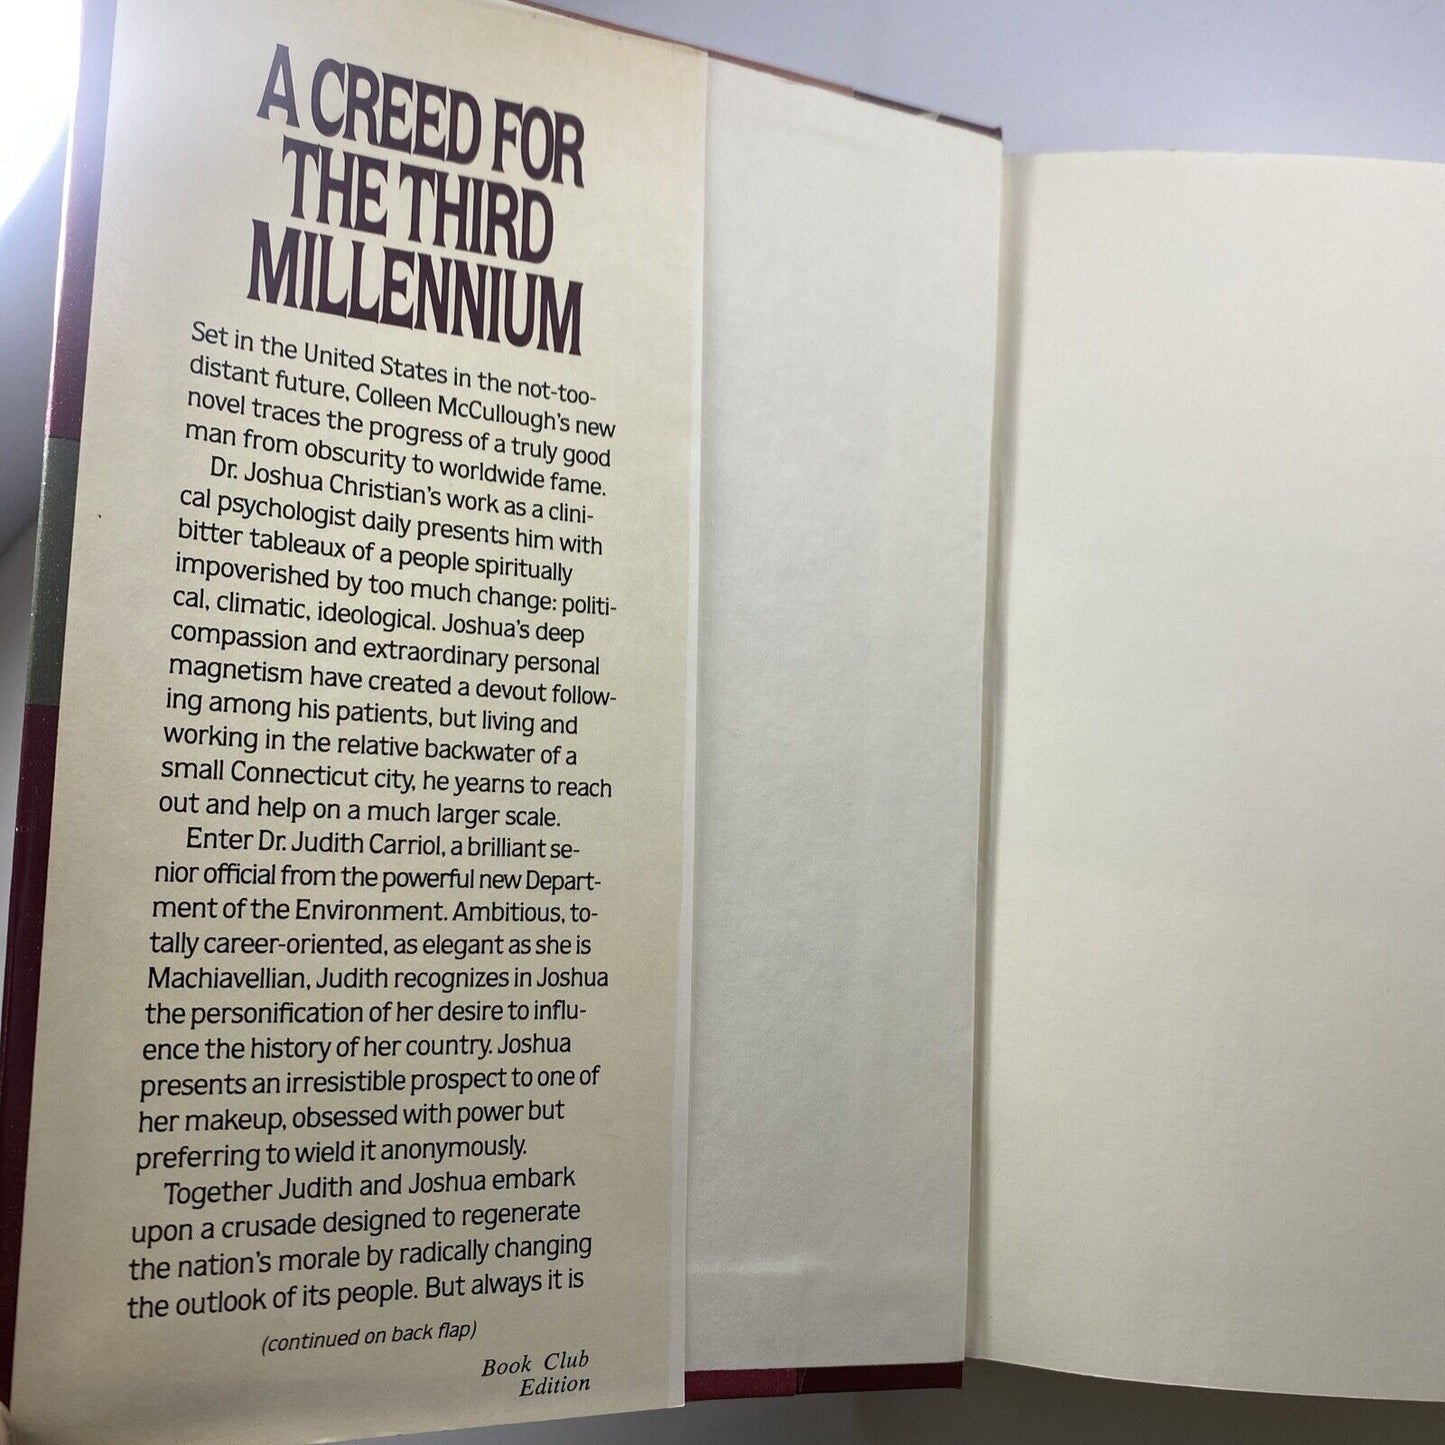 A CREED FOR
THE THIRD
MILLENNIUM
Set in the United States in the not-too-
distant future, Colleen McCullough's new
novel traces the progress of a truly good
man from obscurity to worldwide fame.
Dr. Joshua Christian's work as a clini-
cal psychologist daily presents him with
bitter tableaux of a people spiritually
impoverished by too much change: politi-
cal, climatic, ideological. Joshua's deep
compassion and extraordinary personal
magnetism have created a devout follow-
ing among his patients, but living and
working in the relative backwater of a
small Connecticut city, he yearns to reach
out and help on a much larger scale.
Enter Dr. Judith Carriol, a brilliant se-
nior official from the powerful new Depart-
ment of the Environment. Ambitious, to-
tally career-oriented, as elegant as she is
Machiavellian, Judith recognizes in Joshua
the personification of her desire to influ-
ence the history of her country. Joshua
presents an irresistible prospect to one of
her makeup, obsessed with power but
preferring to wield it anonymously.
Together Judith and Joshua embark
upon a crusade designed to regenerate
the nation's morale by radically changing
the outlook of its people. But always it is
(continued on back flap)
Book Club
Edition